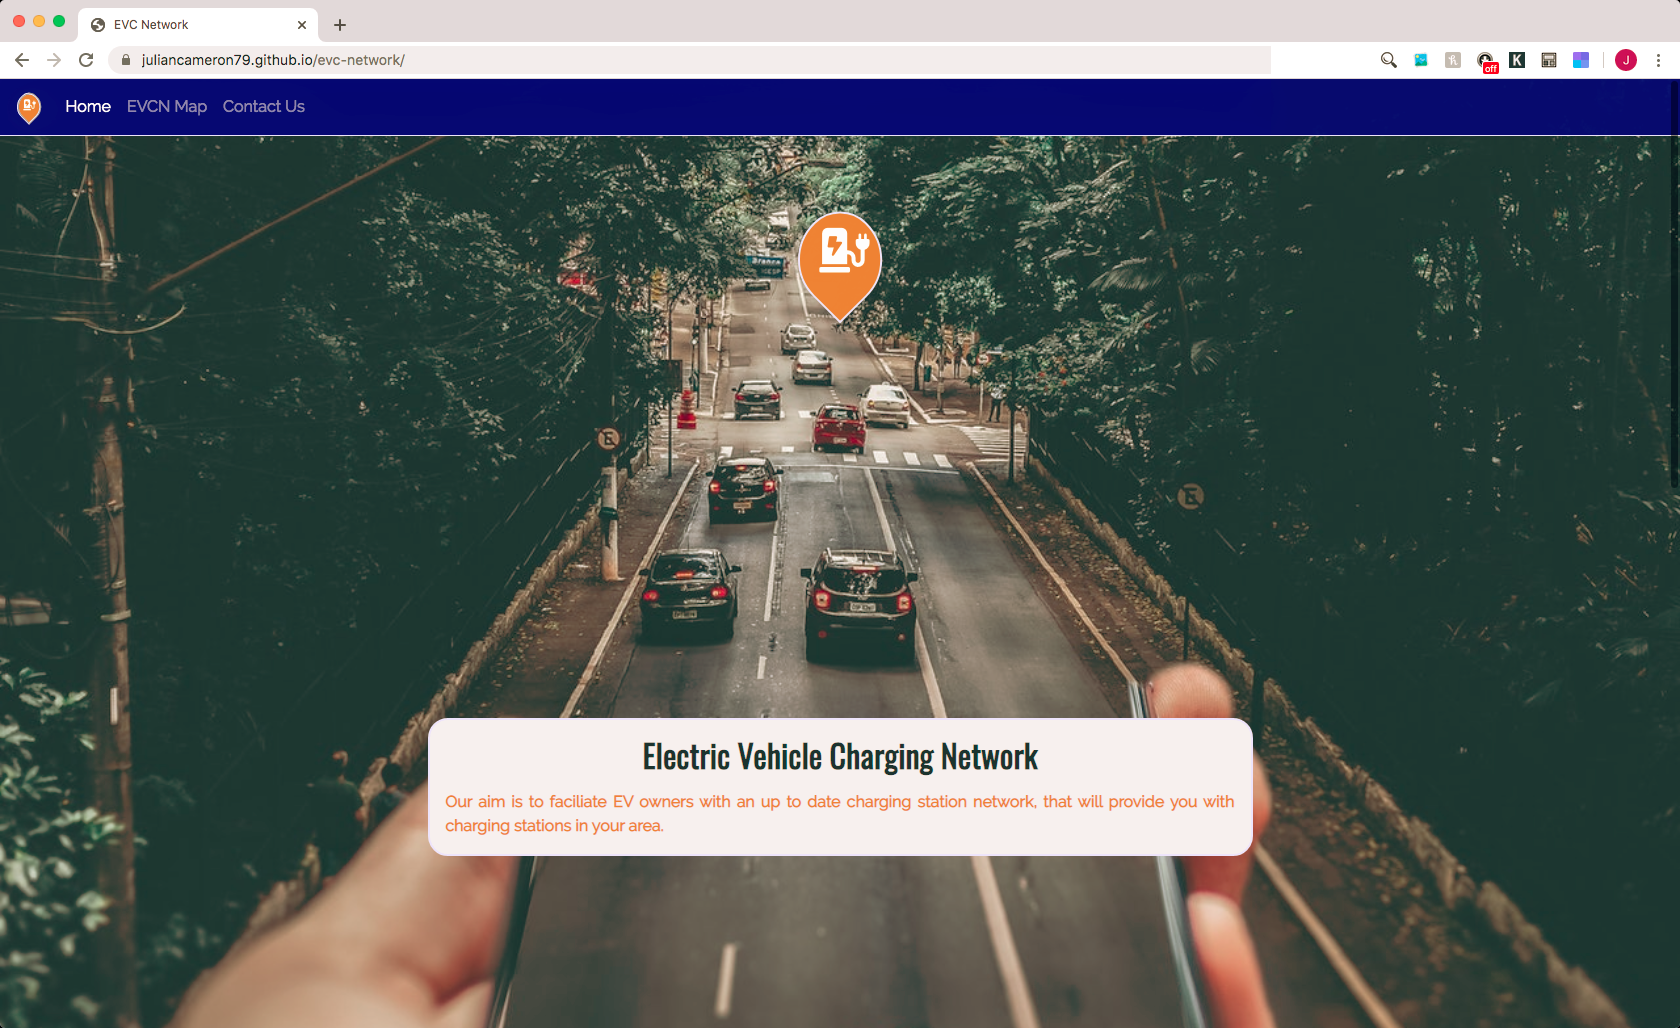 EVC Network
juliancameron79.github.io/evc-network/
off
K
J
Home EVCN Map Contact Us
E
E
Electric Vehicle Charging Network
Our aim is to faciliate EV owners with an up to date charging station network, that will provide you with
charging stations in your area.